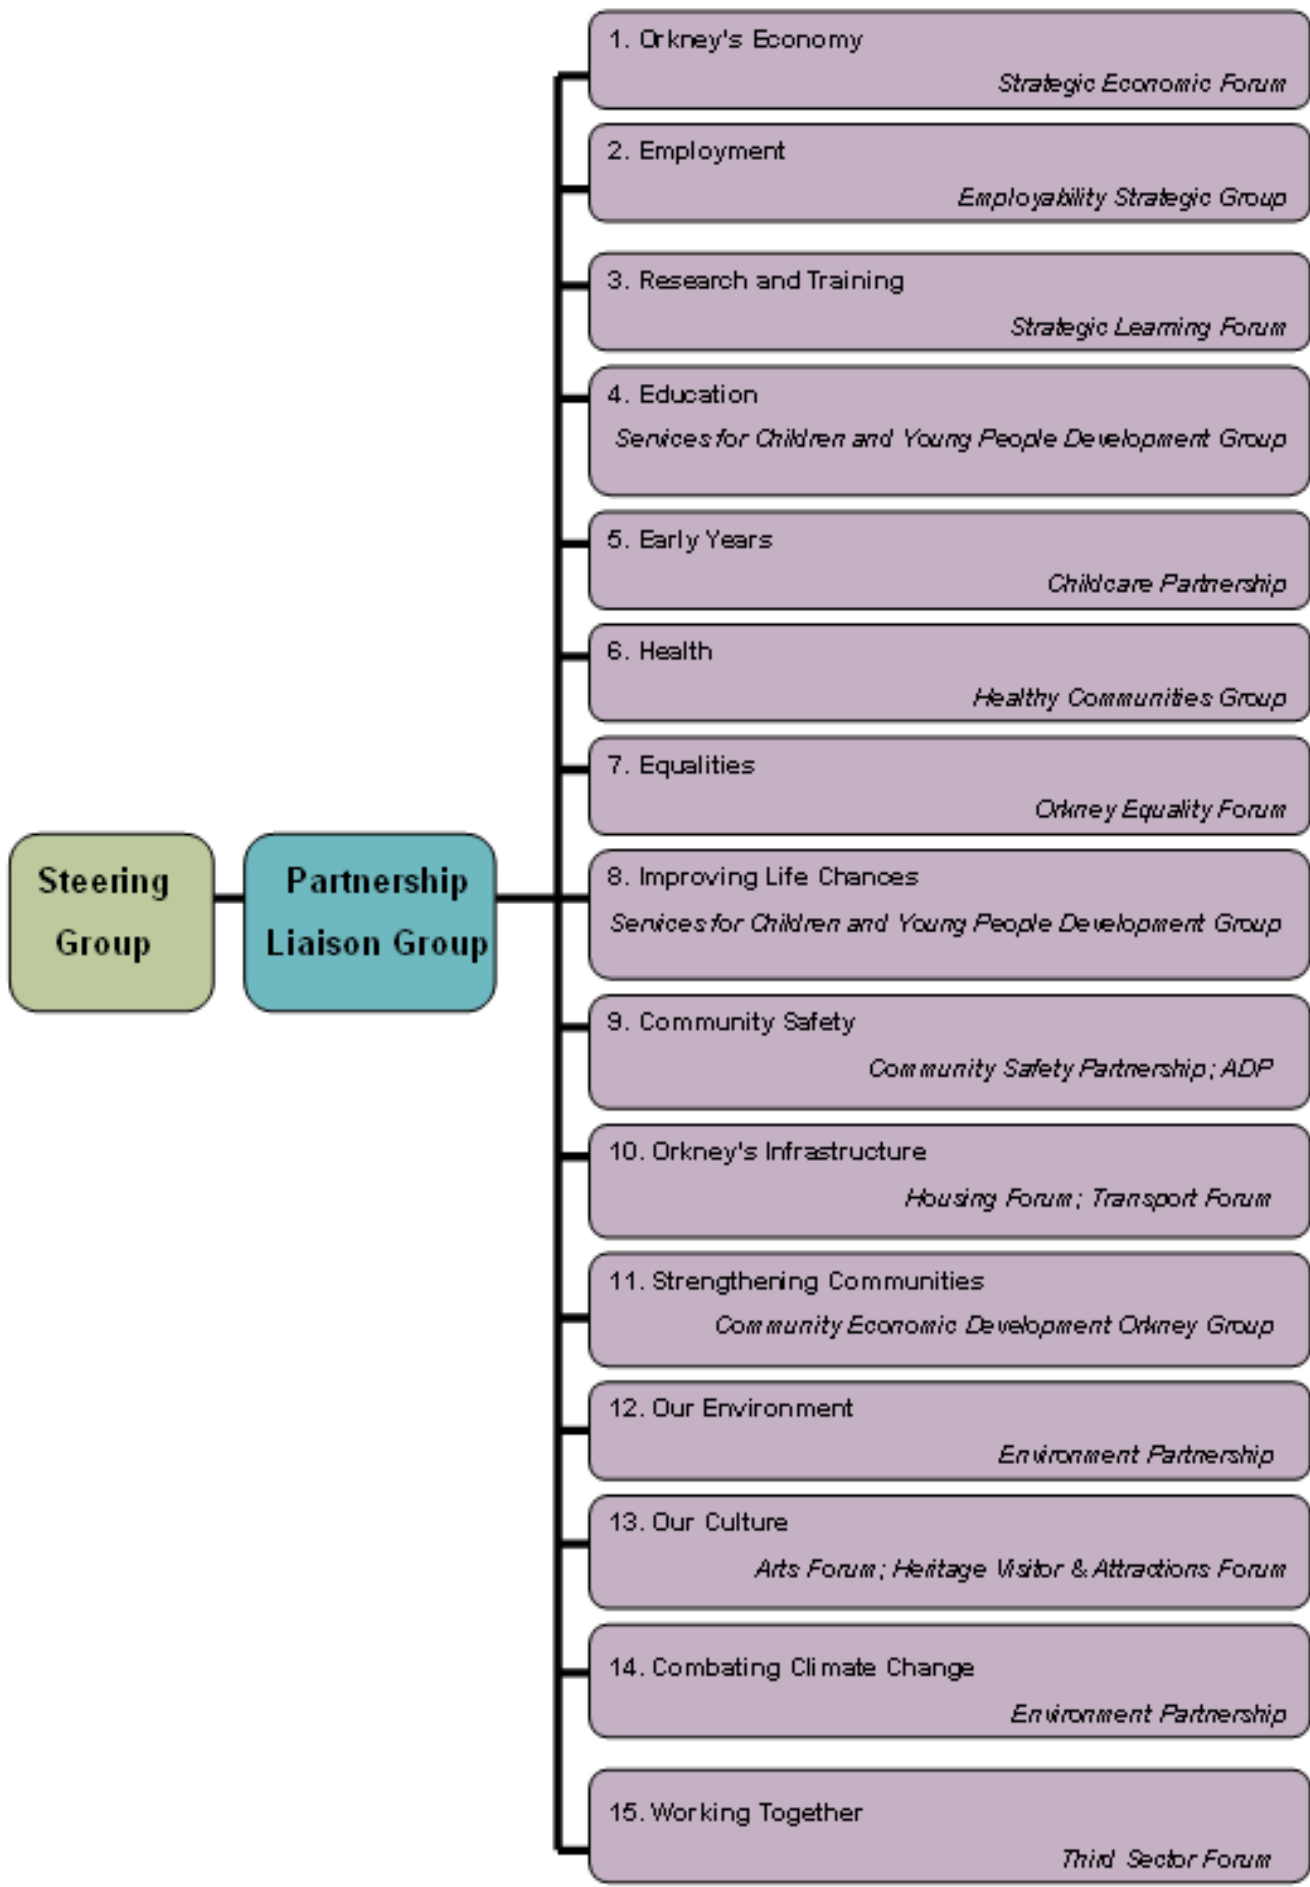 1. Orkney's Economy
Strategic Economic Forum
2. Employment
Employability Strategic Group
3. Research and Training
Strategic Learning Forum
4. Education
Services for Children and Young People Development Group
5. Early Years
Childcare Partnership
6. Health
Healthy Communities Group
7. Equalities
Orkney Equality Forum
Steering
Group
Partnership
Liaison Group
8. Improving Life Chances
Services for Children and Young People Development Group
9. Community Safety
Community Safety Partnership; ADP
10. Orkney's Infrastructure
Housing Forum; Transport Forum
11. Strengthening Communities
Community Economic Development Orkney Group
12. Our Environment
Environment Partnership
13. Our Culture
Arts Forum; Heritage Visitor & Attractions Forum
14. Combating Climate Change
Environment Partnership
15. Working Together
Third Sector Forum